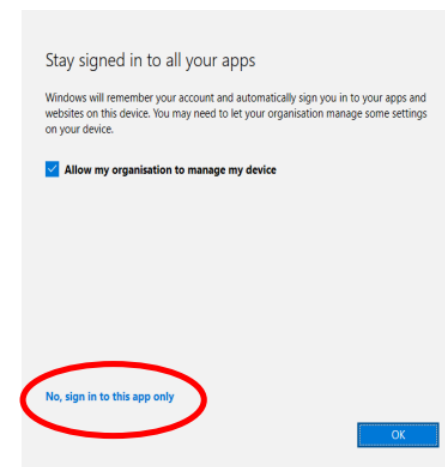 Stay signed in to all your apps
Windows will remember your account and automatically sign you in to your apps and
websites on this device. You may need to let your organisation manage some settings
on your device.
Allow my organisation to manage my device
No, sign in to this app only
OK